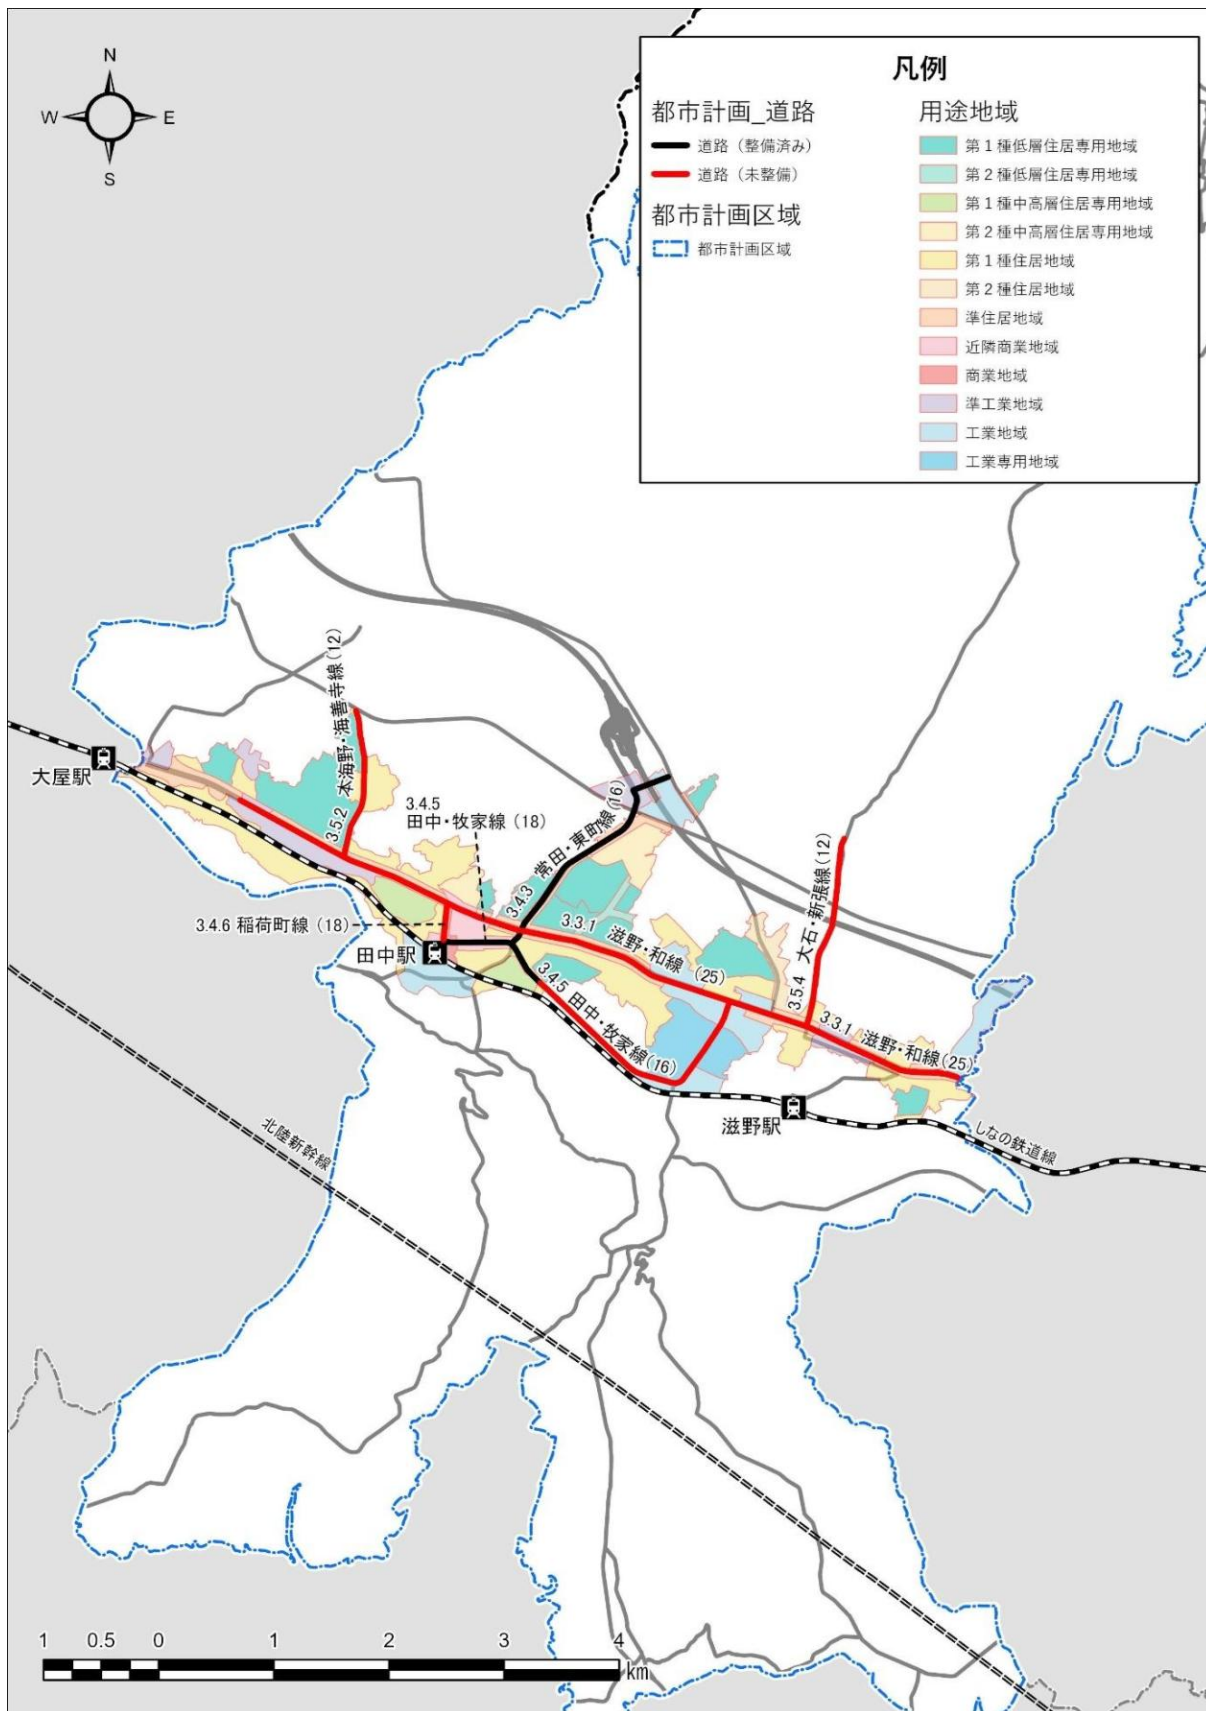 N
W
E
S
凡例
都市計画_道路
道路（整備済み）
道路（未整備）
都市計画区域
都市計画区域
用途地域
第１種低層住居専用地域
第２種低層住居専用地域
第１種中高層住居専用地域
第２種中高層住居専用地域
第１種住居地域
第２種住居地域
準住居地域
近隣商業地域
商業地域
準工業地域
工業地域
工業専用地域
大屋駅
3.5.2 本海野・海善寺線(12)
3.4.5
田中・牧家線（18）
3.4.3 常田・東町線(16)
3.4.6 稲荷町線（18）
田中駅
3.3.1 滋野・和線（25）
3.4.5 田中・牧家線(16)
3.5.4 大石・新張線(12)
3.3.1 滋野・和線(25)
滋野駅
しなの鉄道線
北陸新幹線
1 0.5 0 1 2 3 4
km